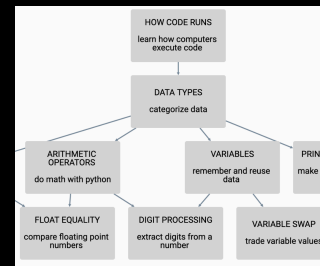 HOW CODE RUNS
learn how computers
execute code
DATA TYPES
categorize data
ARITHMETIC
OPERATORS
do math with python
VARIABLES
remember and reuse
data
PRIN
make
FLOAT EQUALITY
compare floating point
numbers
DIGIT PROCESSING
extract digits from a
number
VARIABLE SWAP
trade variable values